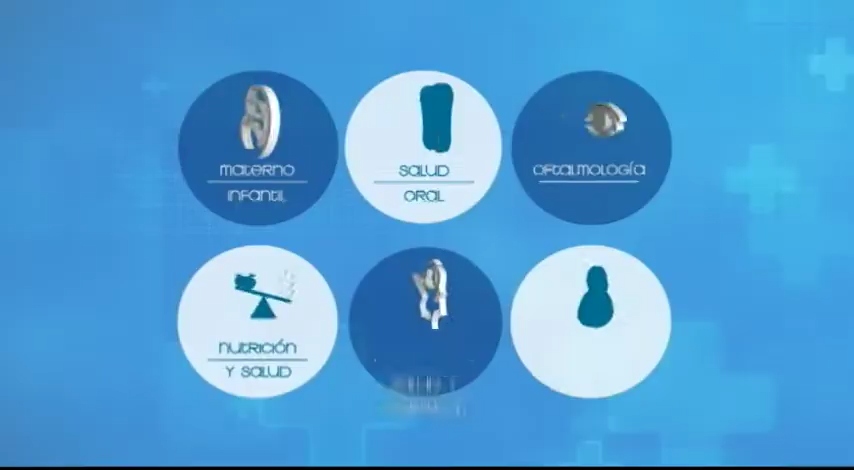 MATERNO
INFANTIL
SALUD
ORAL
OFTALMOLOGÍA
NUTRICIÓN
Y SALUD